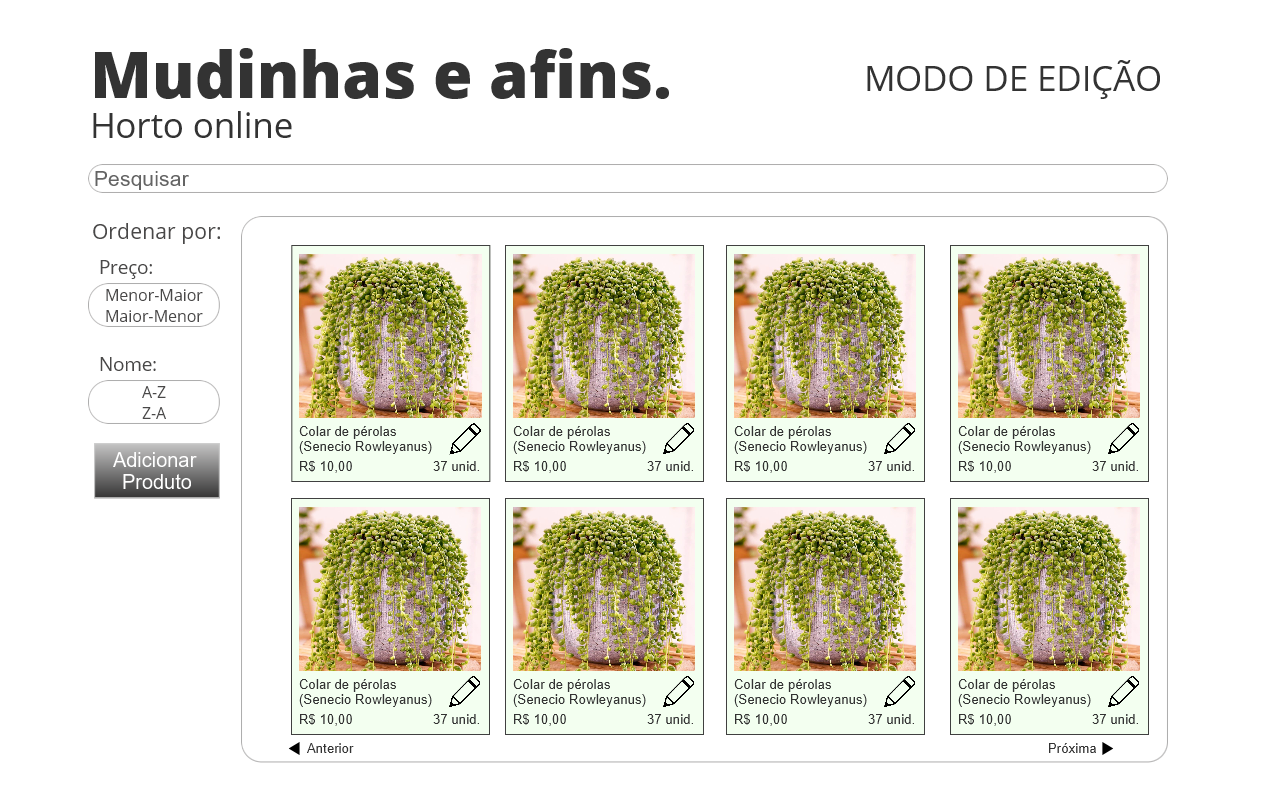 Mudinhas e afins.
MODO DE EDIÇÃO
Horto online
Pesquisar
Ordenar por:
Preço:
Menor-Maior
Maior-Menor
Nome:
A-Z
Z-A
Adicionar
Produto
Colar de pérolas
(Senecio Rowleyanus)
R$ 10,00 37 unid.
Colar de pérolas
(Senecio Rowleyanus)
R$ 10,00 37 unid.
Colar de pérolas
(Senecio Rowleyanus)
R$ 10,00 37 unid.
Colar de pérolas
(Senecio Rowleyanus)
R$ 10,00 37 unid.
Colar de pérolas
(Senecio Rowleyanus)
R$ 10,00 37 unid.
Colar de pérolas
(Senecio Rowleyanus)
R$ 10,00 37 unid.
Colar de pérolas
(Senecio Rowleyanus)
R$ 10,00 37 unid.
Colar de pérolas
(Senecio Rowleyanus)
R$ 10,00 37 unid.
Anterior
Próxima